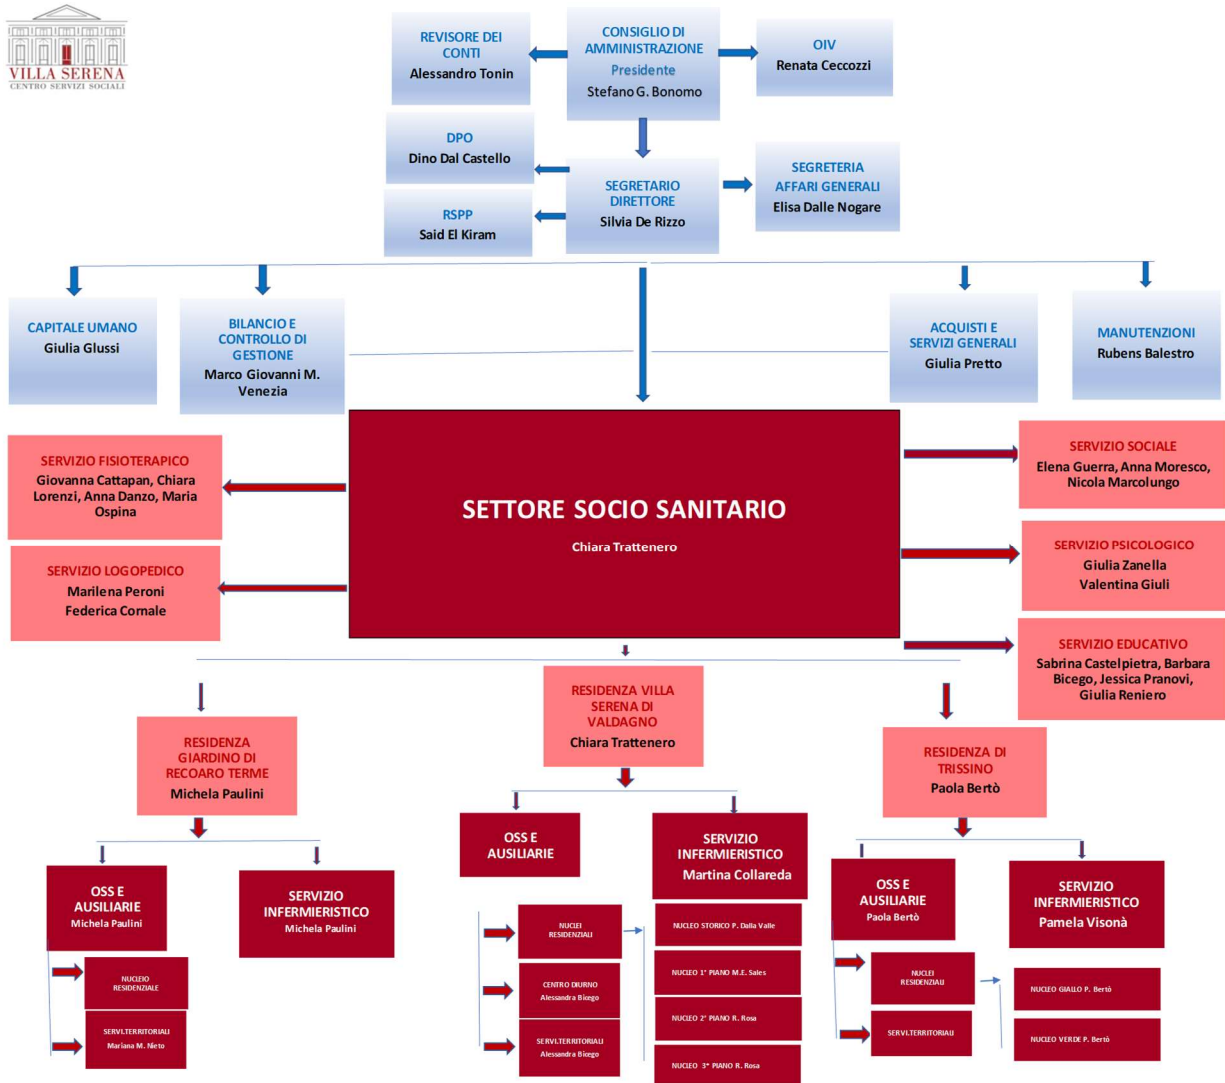 VILLA SERENA
CENTRO SERVIZI SOCIALI
REVISORE DEI
CONTI
Alessandro Tonin
CONSIGLIO DI
AMMINISTRAZIONE
Presidente
Stefano G. Bonomo
OIV
Renata Ceccozzi
DPO
Dino Dal Castello
RSPP
Said El Kiram
SEGRETARIO
DIRETTORE
Silvia De Rizzo
SEGRETERIA
AFFARI GENERALI
Elisa Dalle Nogare
CAPITALE UMANO
Giulia Glussi
BILANCIO E
CONTROLLO DI
GESTIONE
Marco Giovanni M.
Venezia
ACQUISTI E
SERVIZI GENERALI
Giulia Pretto
MANUTENZIONI
Rubens Balestro
SERVIZIO FISIOTERAPICO
Giovanna Cattapan, Chiara
Lorenzi, Anna Danzo, Maria
Ospina
SERVIZIO LOGOPEDICO
Marilena Peroni
Federica Cornale
SETTORE SOCIO SANITARIO
Chiara Trattenero
SERVIZIO SOCIALE
Elena Guerra, Anna Moresco,
Nicola Marcolungo
SERVIZIO PSICOLOGICO
Giulia Zanella
Valentina Giuli
SERVIZIO EDUCATIVO
Sabrina Castelpietra, Barbara
Bicego, Jessica Pranovi,
Giulia Reniero
RESIDENZA
GIARDINO DI
RECOARO TERME
Michela Paulini
RESIDENZA VILLA
SERENA DI
VALDAGNO
Chiara Trattenero
RESIDENZA DI
TRISSINO
Paola Bertò
OSS E
AUSILIARIE
Michela Paulini
SERVIZIO
INFERMIERISTICO
Michela Paulini
NUCLEIO
RESIDENZIALE
SERVI.TERRITORIALI
Mariana M. Nieto
OSS E
AUSILIARIE
SERVIZIO
INFERMIERISTICO
Martina Collareda
NUCLEI
RESIDENZIALI
CENTRO DIURNO
Alessandra Bicego
SERVI.TERRITORIALI
Alessandra Bicego
NUCLEO STORICO P. Dalla Valle
NUCLEO 1° PIANO M.E. Sales
NUCLEO 2° PIANO R. Rosa
NUCLEO 3° PIANO R. Rosa
OSS E
AUSILIARIE
Paola Bertò
SERVIZIO
INFERMIERISTICO
Pamela Visonà
NUCLEI
RESIDENZIALI
SERVI.TERRITORIALI
NUCLEO GIALLO P. Bertò
NUCLEO VERDE P. Bertò